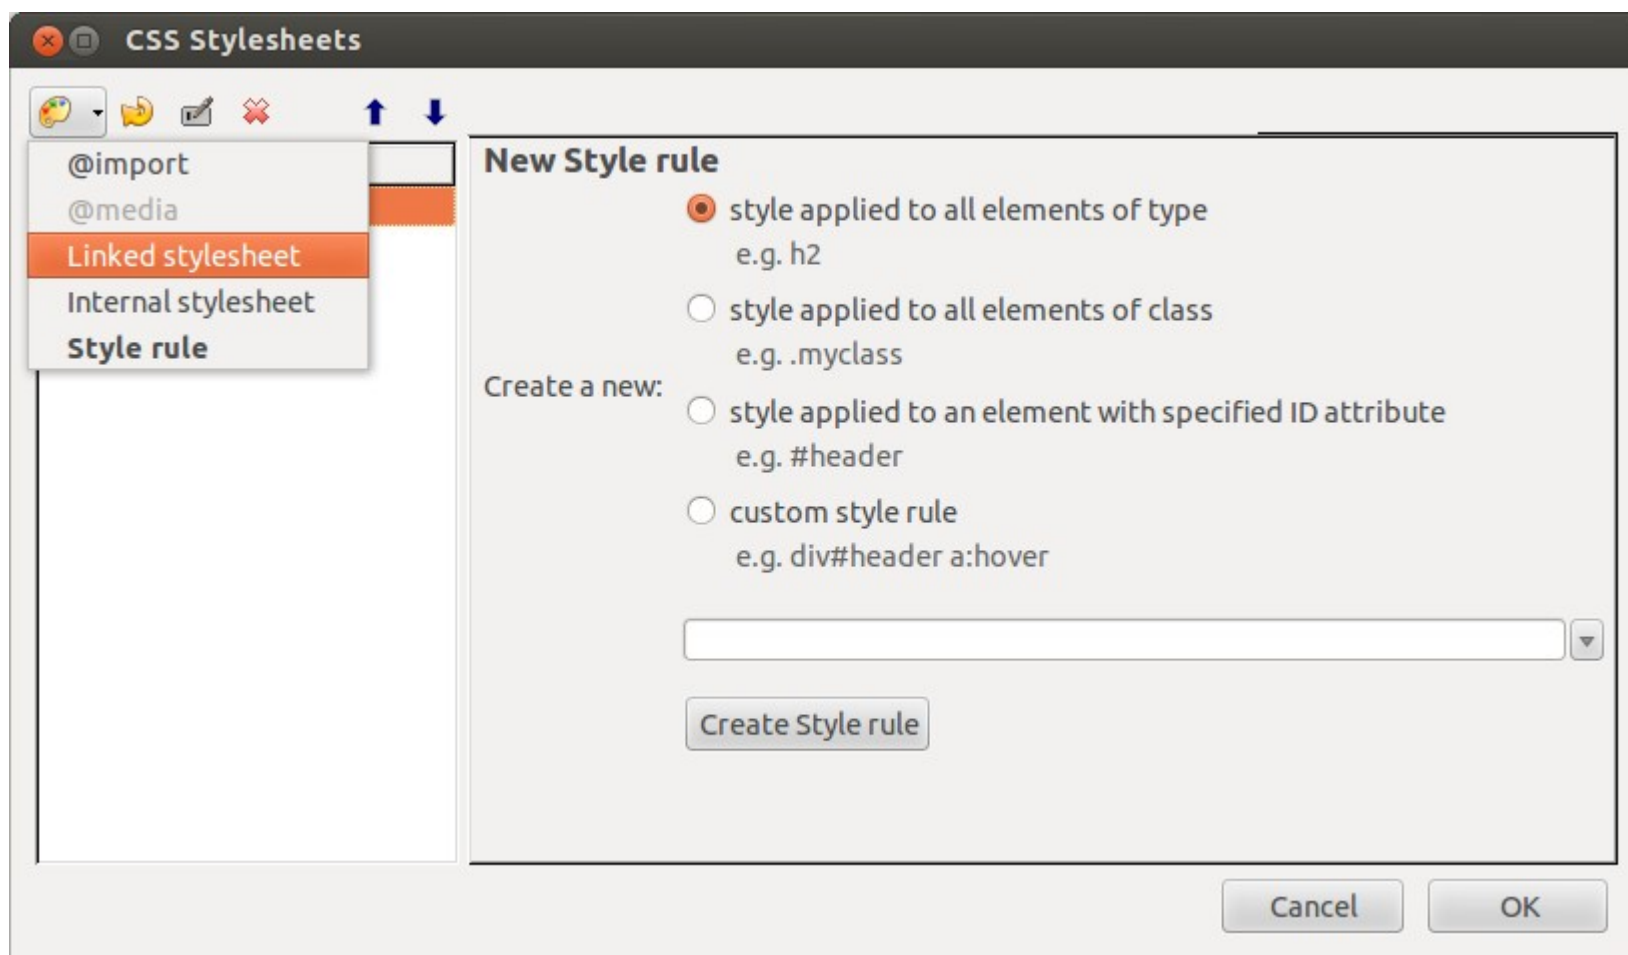 CSS Stylesheets
@import
@media
Linked stylesheet
Internal stylesheet
Style rule
New Style rule
Create a new:
style applied to all elements of type
e.g. h2
style applied to all elements of class
e.g. .myclass
style applied to an element with specified ID attribute
e.g. #header
custom style rule
e.g. div#header a:hover
Create Style rule
Cancel
OK